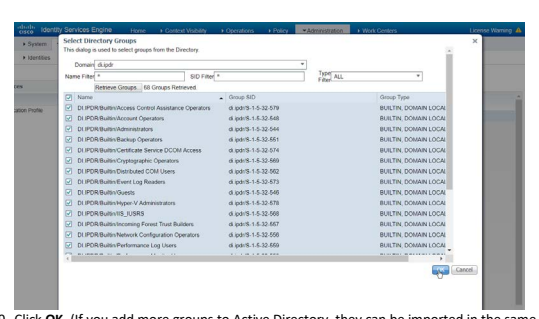 cisco Identity Services Engine Home Context Visibility Operations Policy Administration Work Centers License Warning
System
Identities
Select Directory Groups
This dialog is used to select groups from the Directory.
Domain di.ipdr
Name Filter * SID Filter * Type Filter ALL
Retrieve Groups... 68 Groups Retrieved.
Name Group SID Group Type
DI.IPDR/Builtin/Access Control Assistance Operators di.ipdr/S-1-5-32-579 BUILTIN, DOMAIN LOCAL
DI.IPDR/Builtin/Account Operators di.ipdr/S-1-5-32-548 BUILTIN, DOMAIN LOCAL
DI.IPDR/Builtin/Administrators di.ipdr/S-1-5-32-544 BUILTIN, DOMAIN LOCAL
DI.IPDR/Builtin/Backup Operators di.ipdr/S-1-5-32-551 BUILTIN, DOMAIN LOCAL
DI.IPDR/Builtin/Certificate Service DCOM Access di.ipdr/S-1-5-32-574 BUILTIN, DOMAIN LOCAL
DI.IPDR/Builtin/Cryptographic Operators di.ipdr/S-1-5-32-569 BUILTIN, DOMAIN LOCAL
DI.IPDR/Builtin/Distributed COM Users di.ipdr/S-1-5-32-562 BUILTIN, DOMAIN LOCAL
DI.IPDR/Builtin/Event Log Readers di.ipdr/S-1-5-32-573 BUILTIN, DOMAIN LOCAL
DI.IPDR/Builtin/Guests di.ipdr/S-1-5-32-546 BUILTIN, DOMAIN LOCAL
DI.IPDR/Builtin/Hyper-V Administrators di.ipdr/S-1-5-32-578 BUILTIN, DOMAIN LOCAL
DI.IPDR/Builtin/IIS_IUSRS di.ipdr/S-1-5-32-568 BUILTIN, DOMAIN LOCAL
DI.IPDR/Builtin/Incoming Forest Trust Builders di.ipdr/S-1-5-32-557 BUILTIN, DOMAIN LOCAL
DI.IPDR/Builtin/Network Configuration Operators di.ipdr/S-1-5-32-556 BUILTIN, DOMAIN LOCAL
DI.IPDR/Builtin/Performance Log Users di.ipdr/S-1-5-32-559 BUILTIN, DOMAIN LOCAL
Cancel
Click OK. (If you add more groups to Active Directory, they can be imported in the same